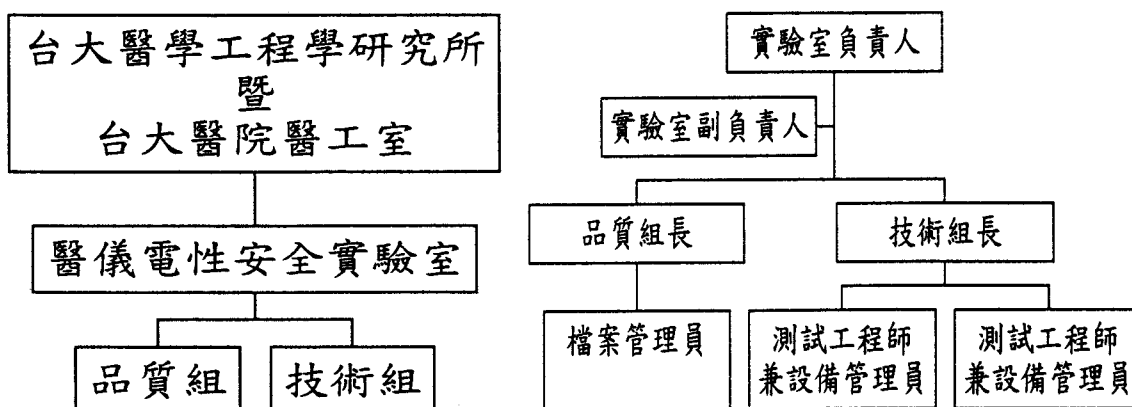 台大醫學工程學研究所
暨
台大醫院醫工室
醫儀電性安全實驗室
品質組
技術組
實驗室負責人
實驗室副負責人
品質組長
技術組長
檔案管理員
測試工程師
兼設備管理員
測試工程師
兼設備管理員